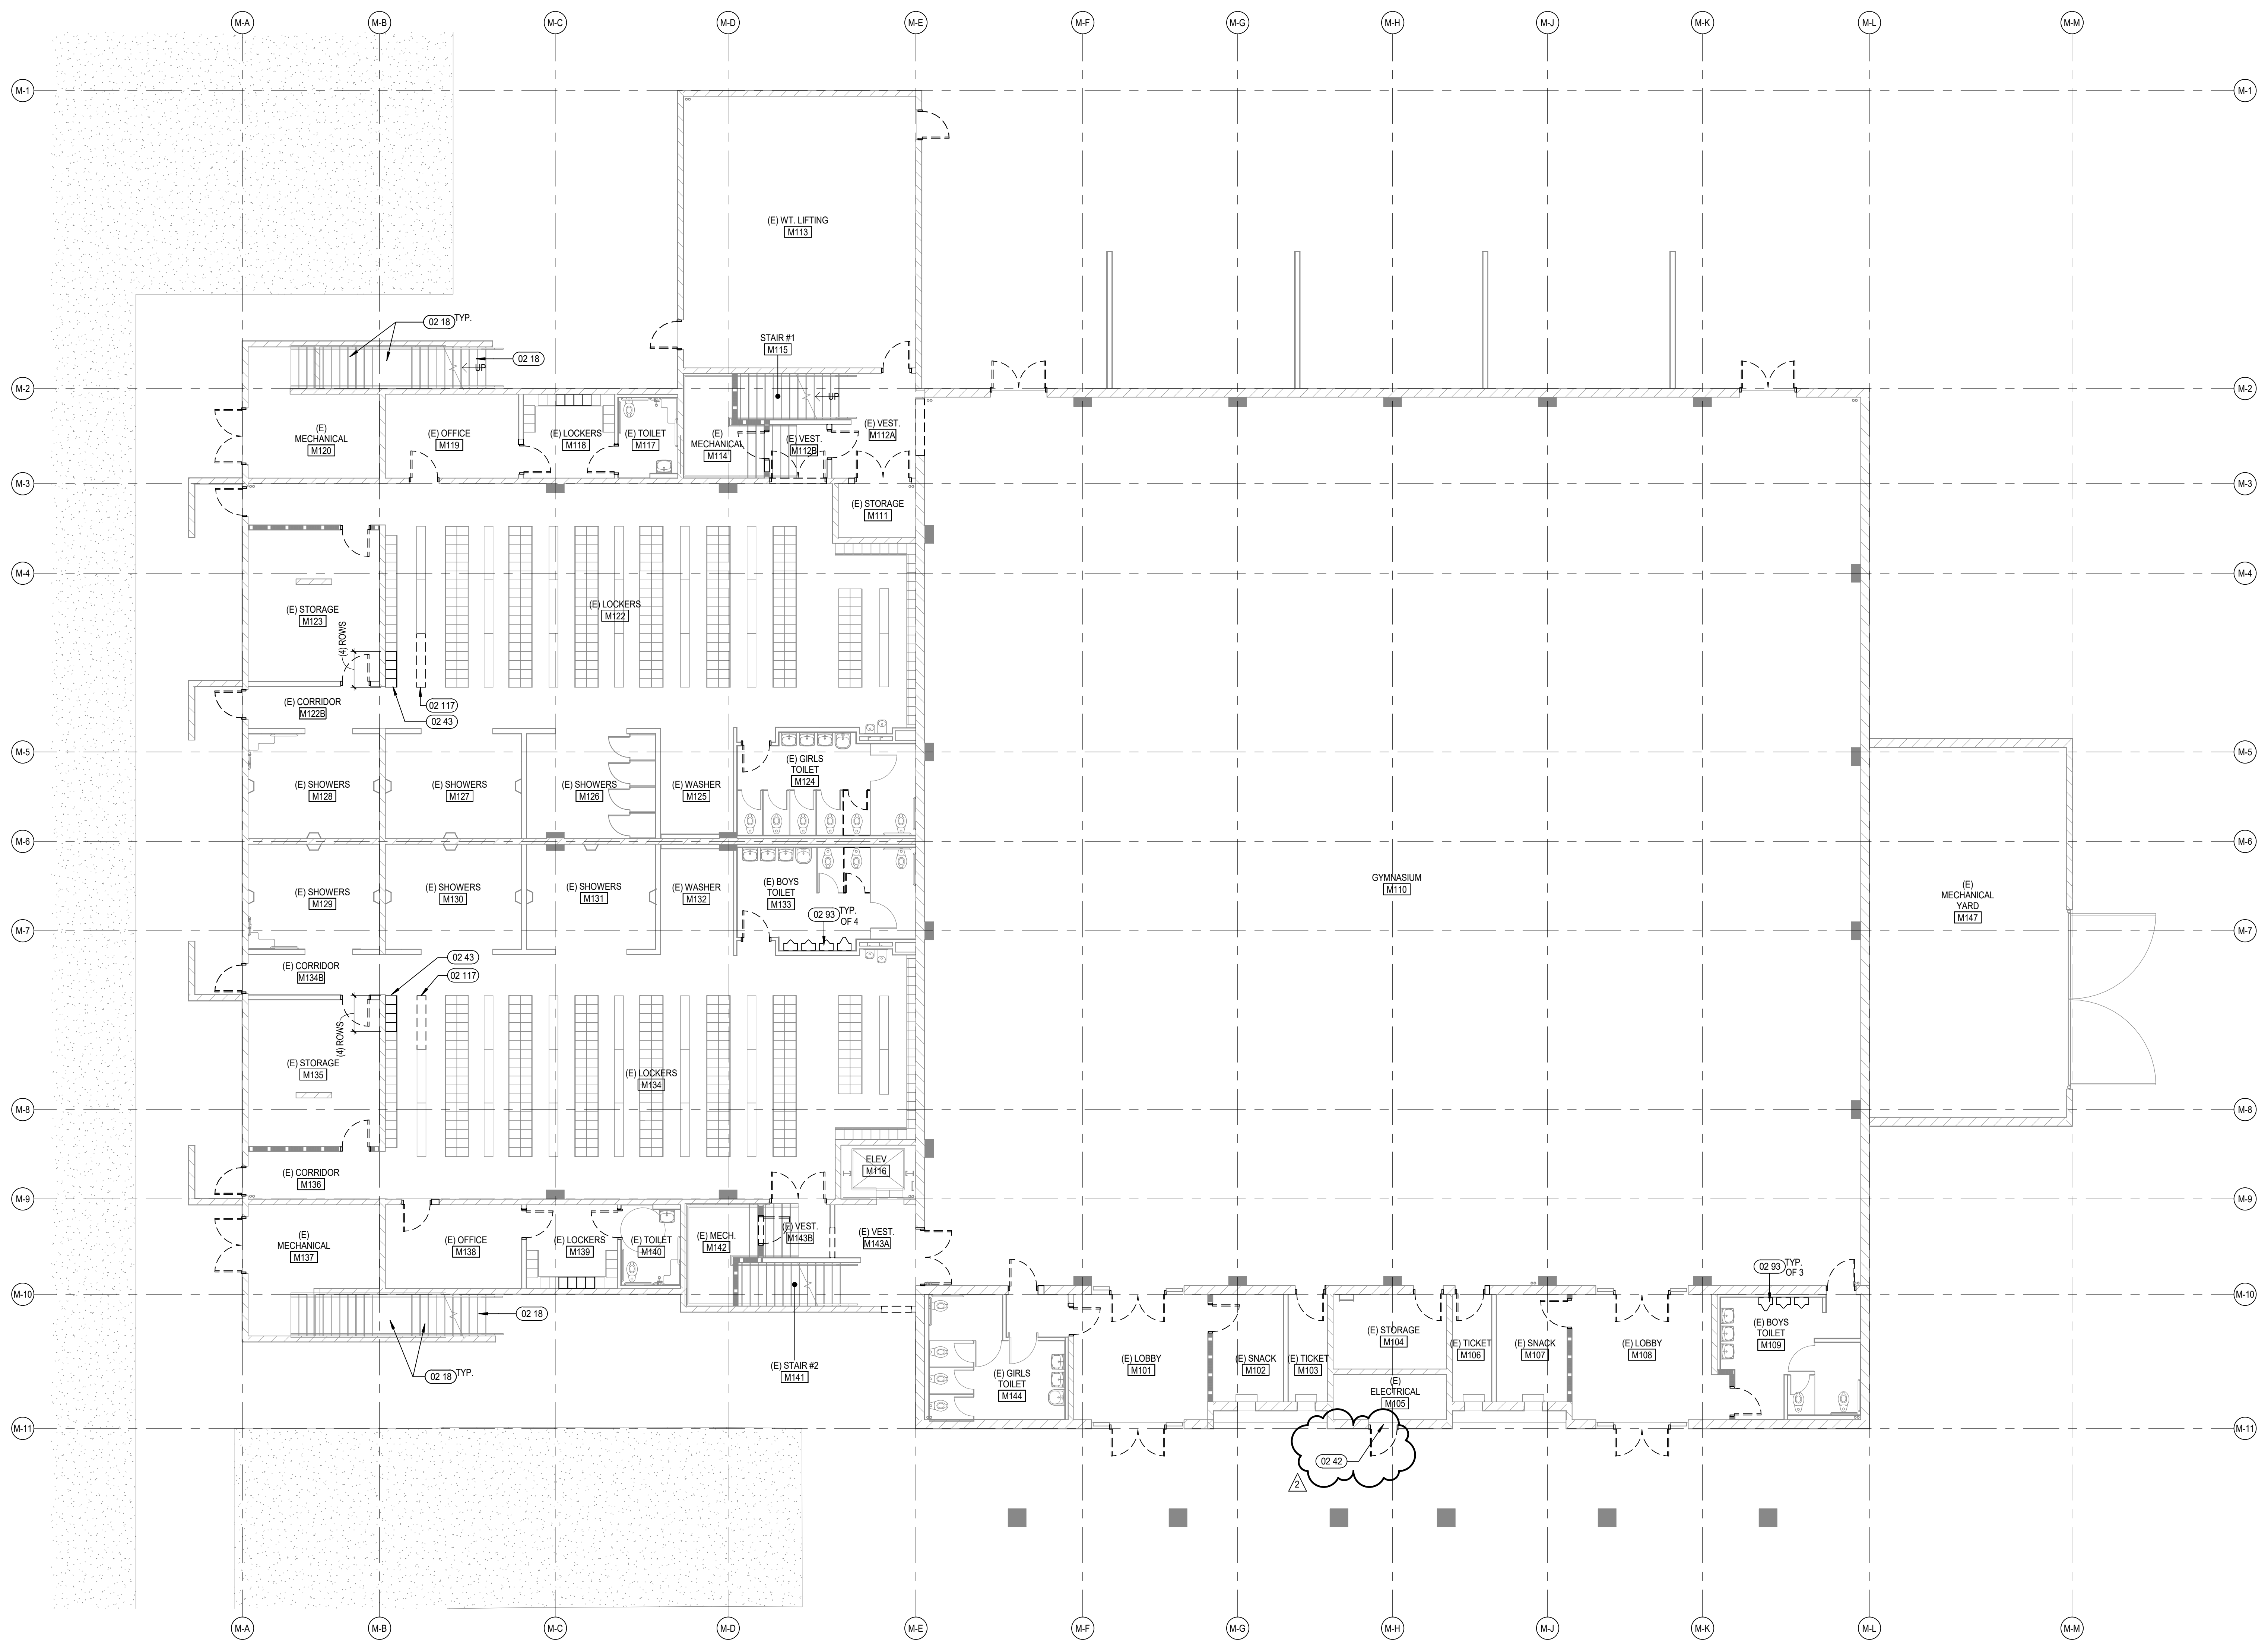 M-A
M-B
M-C
M-D
M-E
M-F
M-G
M-H
M-J
M-K
M-L
M-M
M-1
M-1
(E) WT. LIFTING
M113
02 18
TYP.
02 18
UP
STAIR #1
M115
UP
M-2
M-2
(E)
MECHANICAL
M120
(E) OFFICE
M119
(E) LOCKERS
M118
(E) TOILET
M117
(E)
MECHANICAL
M114
(E) VEST.
M112B
(E) VEST.
M112A
M-3
M-3
(E) STORAGE
M111
M-4
M-4
(E) STORAGE
M123
(4) ROWS
(E) LOCKERS
M122
(E) CORRIDOR
M122B
02 117
02 43
M-5
M-5
(E) SHOWERS
M128
(E) SHOWERS
M127
(E) SHOWERS
M126
(E) WASHER
M125
(E) GIRLS
TOILET
M124
M-6
M-6
(E) SHOWERS
M129
(E) SHOWERS
M130
(E) SHOWERS
M131
(E) WASHER
M132
(E) BOYS
TOILET
M133
02 93
TYP.
OF 4
GYMNASIUM
M110
(E)
MECHANICAL
YARD
M147
M-7
M-7
(E) CORRIDOR
M134B
02 43
02 117
(4) ROWS
(E) STORAGE
M135
(E) LOCKERS
M134
M-8
M-8
(E) CORRIDOR
M136
ELEV
M116
M-9
M-9
(E)
MECHANICAL
M137
(E) OFFICE
M138
(E) LOCKERS
M139
(E) TOILET
M140
(E) MECH.
M142
(E) VEST.
M143B
(E) VEST.
M143A
02 93
TYP.
OF 3
M-10
M-10
02 18
02 18
TYP.
(E) STAIR #2
M141
(E) GIRLS
TOILET
M144
(E) LOBBY
M101
(E) SNACK
M102
(E) TICKET
M103
(E) STORAGE
M104
(E)
ELECTRICAL
M105
(E) TICKET
M106
(E) SNACK
M107
(E) LOBBY
M108
(E) BOYS
TOILET
M109
M-11
M-11
02 42
2
M-A
M-B
M-C
M-D
M-E
M-F
M-G
M-H
M-J
M-K
M-L
M-M